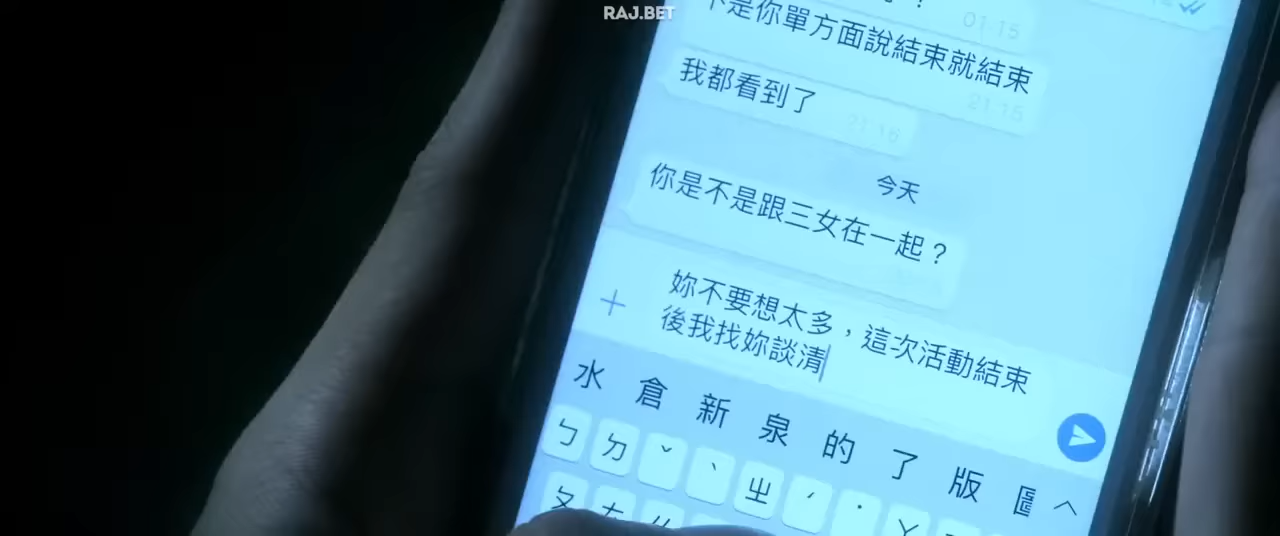 RAJ.BET
01:15
不是你單方面說結束就結束
21:15
我都看到了
21:16
今天
你是不是跟三女在一起？
妳不要想太多，這次活動結束
後我找妳談清
水 倉 新 泉 的 了 版
ㄅ ㄉ ˇ ˋ ㄓ ˊ ˙ ㄚ
ㄆ ㄊ ㄍ